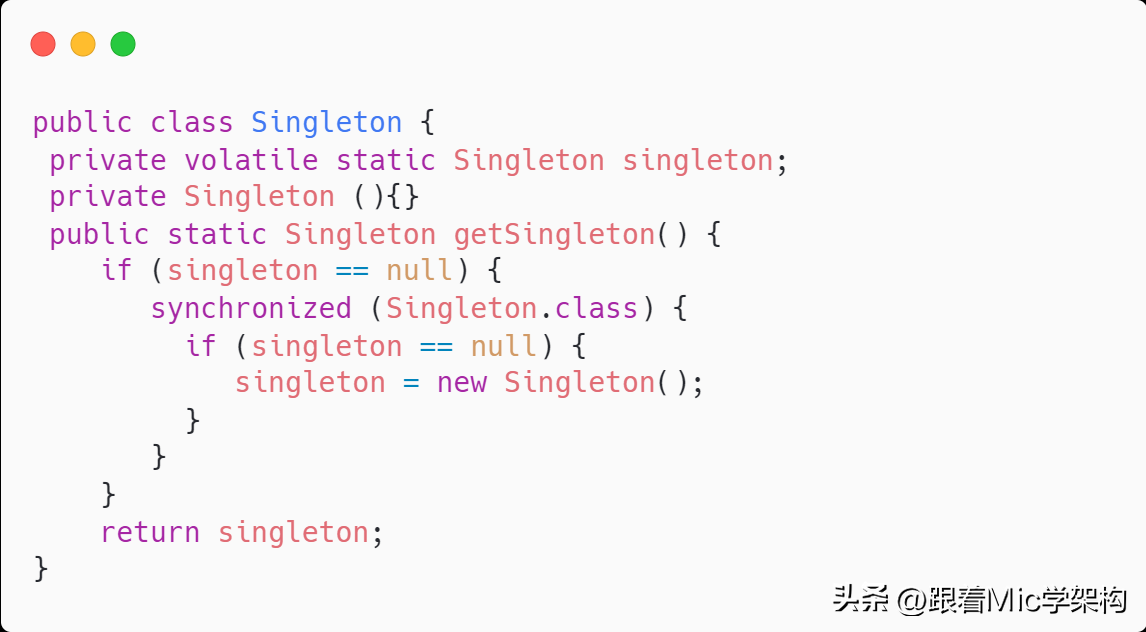 public class Singleton {
 private volatile static Singleton singleton;
 private Singleton (){}
 public static Singleton getSingleton() {
    if (singleton == null) {
       synchronized (Singleton.class) {
         if (singleton == null) {
            singleton = new Singleton();
         }
       }
    }
    return singleton;
}
头条 @跟着Mic学架构